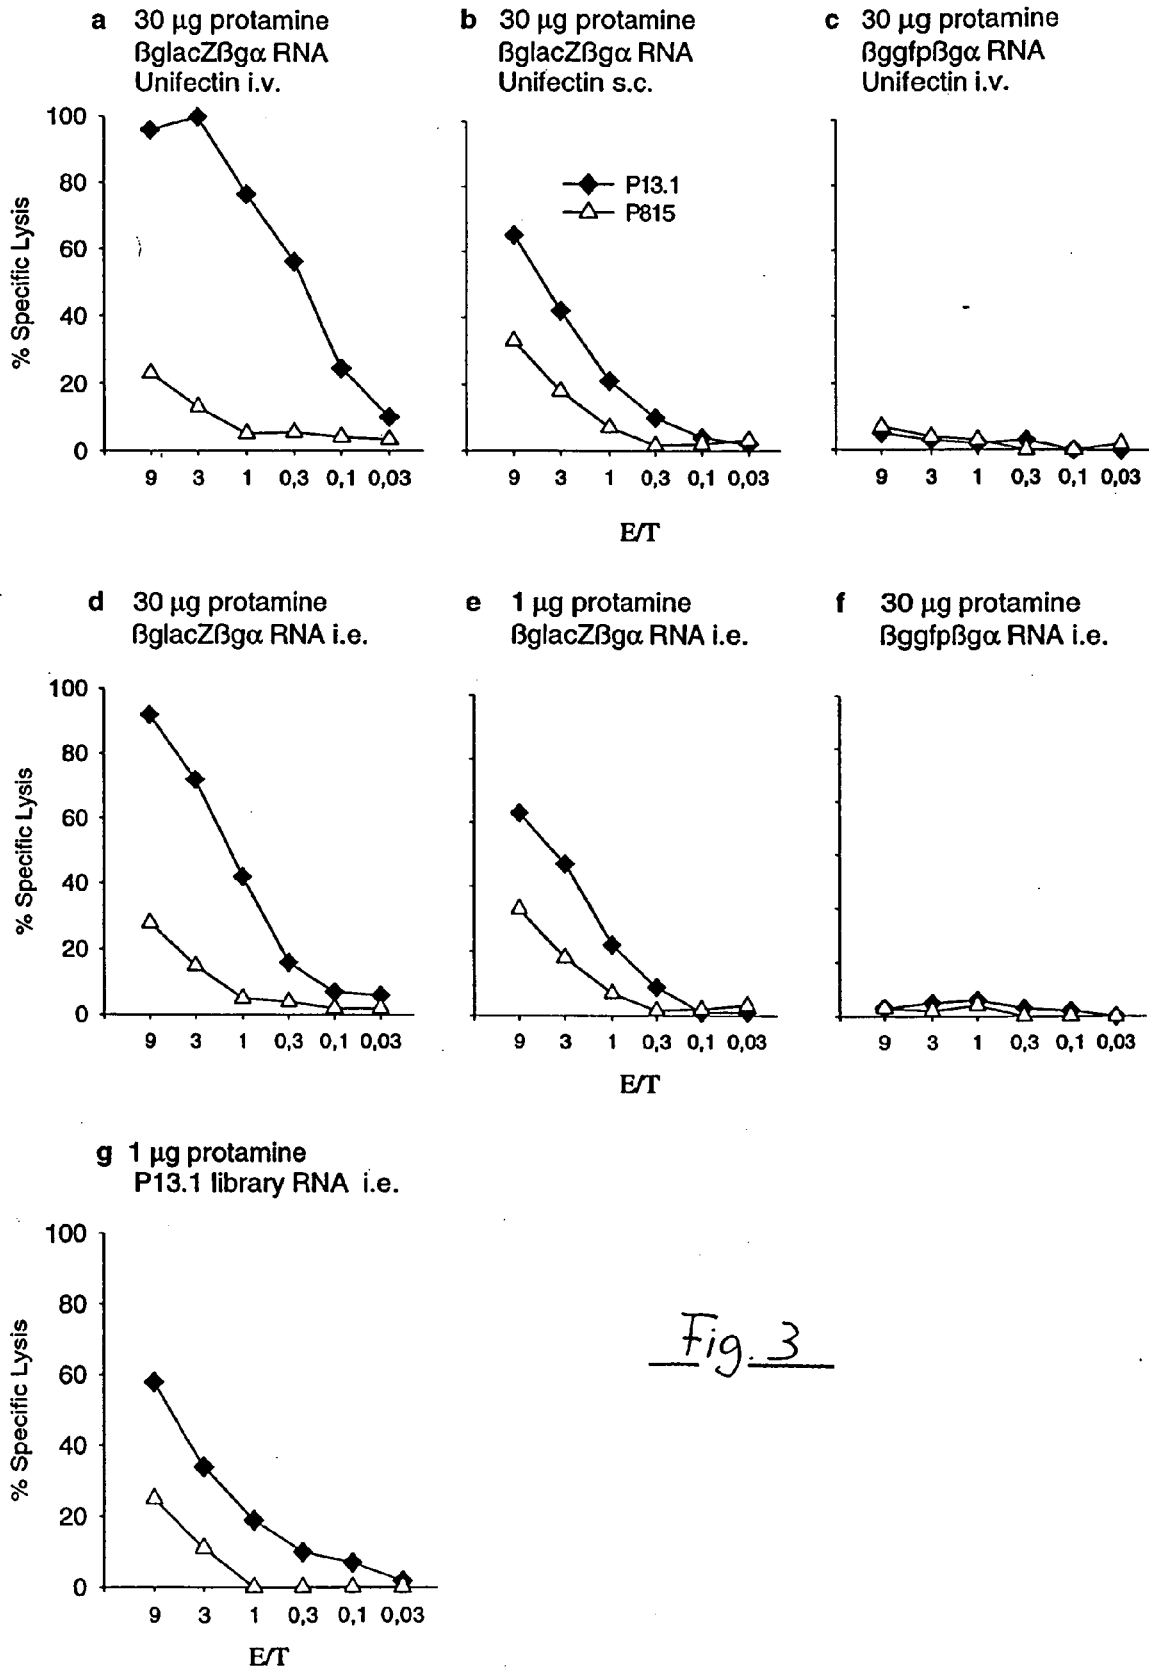 a 30 µg protamine
ßglacZßgα RNA
Unifectin i.v.
b 30 µg protamine
ßglacZßgα RNA
Unifectin s.c.
c 30 µg protamine
ßggfpßgα RNA
Unifectin i.v.
% Specific Lysis
100
80
60
40
20
0
9 3 1 0,3 0,1 0,03
P13.1
P815
9 3 1 0,3 0,1 0,03
E/T
9 3 1 0,3 0,1 0,03
d 30 µg protamine
ßglacZßgα RNA i.e.
e 1 µg protamine
ßglacZßgα RNA i.e.
f 30 µg protamine
ßggfpßgα RNA i.e.
% Specific Lysis
100
80
60
40
20
0
9 3 1 0,3 0,1 0,03
9 3 1 0,3 0,1 0,03
E/T
9 3 1 0,3 0,1 0,03
g 1 µg protamine
P13.1 library RNA i.e.
% Specific Lysis
100
80
60
40
20
0
9 3 1 0,3 0,1 0,03
E/T
Fig. 3